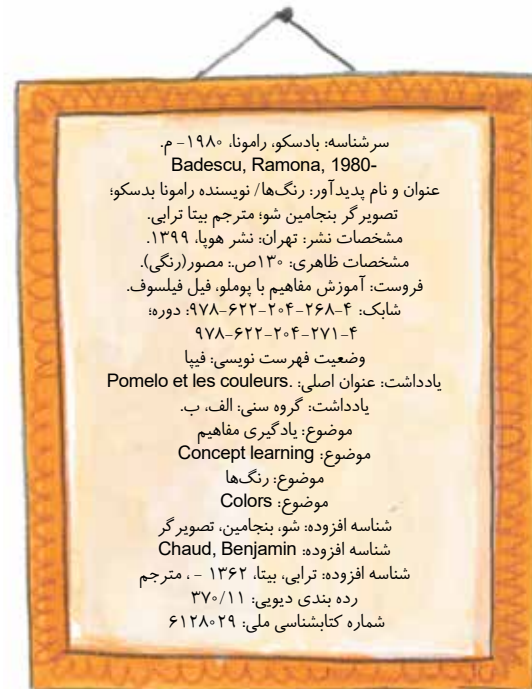 سرشناسه: بادسکو، رامونا، ۱۹۸۰- م.
Badescu, Ramona, 1980-
عنوان و نام پدیدآور: رنگ‌ها/ نویسنده رامونا بدسکو؛
تصویرگر بنجامین شو؛ مترجم بیتا ترابی.
مشخصات نشر: تهران: نشر هوپا، ۱۳۹۹.
مشخصات ظاهری: ۱۳۰ص.: مصور(رنگی).
فروست: آموزش مفاهیم با پوملو، فیل فیلسوف.
شابک: ۴-۲۶۸-۲۰۴-۶۲۲-۹۷۸؛ دوره:
۴-۲۷۱-۲۰۴-۶۲۲-۹۷۸
وضعیت فهرست نویسی: فیپا
یادداشت: عنوان اصلی: .Pomelo et les couleurs
یادداشت: گروه سنی: الف، ب.
موضوع: یادگیری مفاهیم
موضوع: Concept learning
موضوع: رنگ‌ها
موضوع: Colors
شناسه افزوده: شو، بنجامین، تصویرگر
شناسه افزوده: Chaud, Benjamin
شناسه افزوده: ترابی، بیتا، ۱۳۶۲ - ، مترجم
رده بندی دیویی: ۳۷۰/۱۱
شماره کتابشناسی ملی: ۶۱۲۸۰۲۹